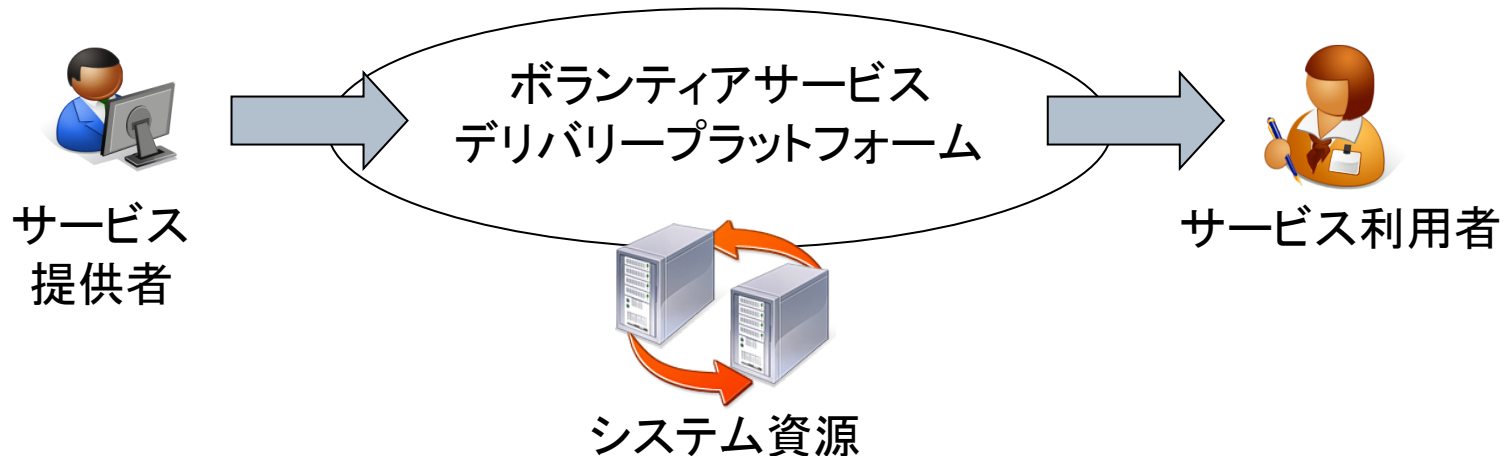 ボランティアサービス
デリバリープラットフォーム
サービス
提供者
サービス利用者
システム資源